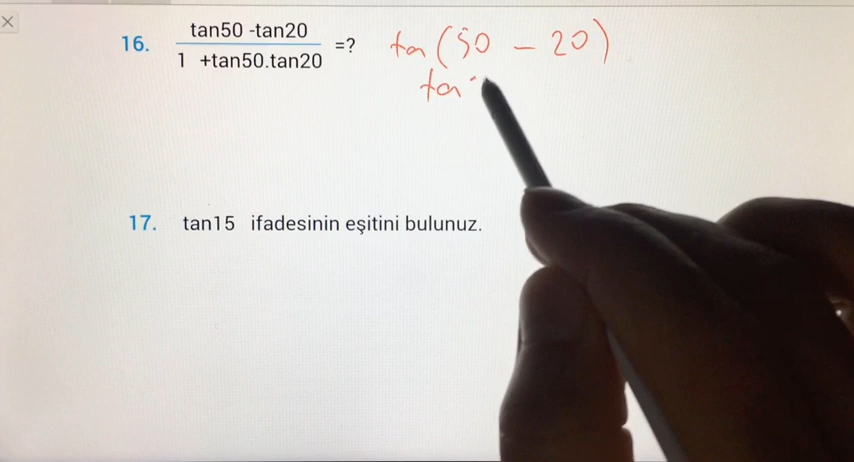 16. tan50 -tan20 =? tan(50 - 20)
1 +tan50.tan20
tan
17. tan15 ifadesinin eşitini bulunuz.